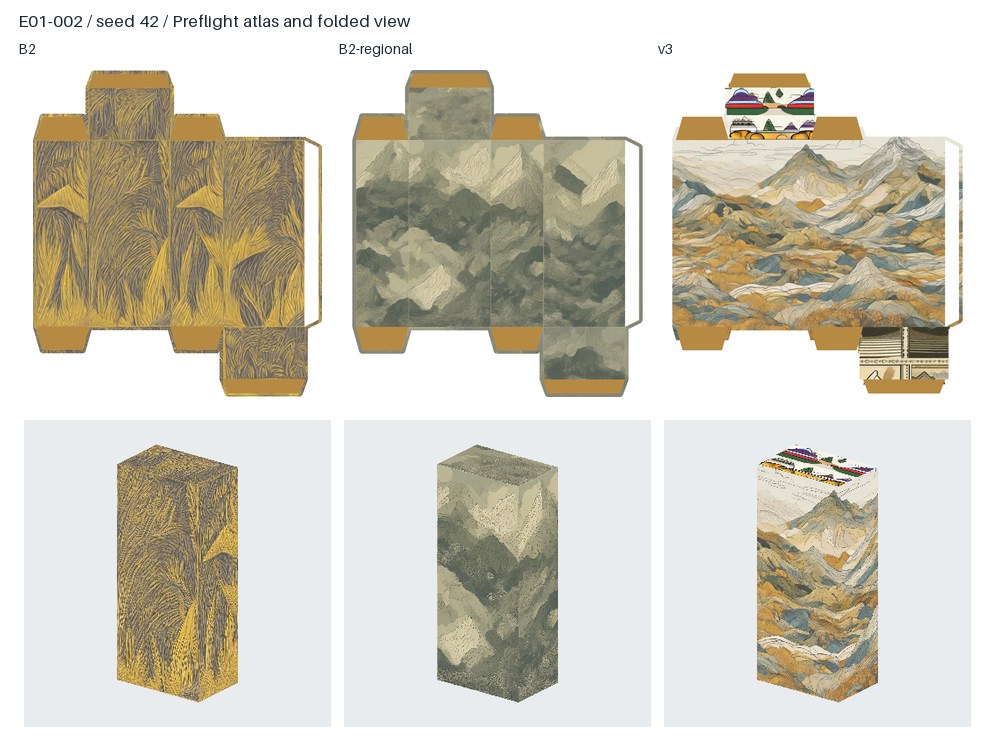 E01-002 / seed 42 / Preflight atlas and folded view
B2
B2-regional
v3